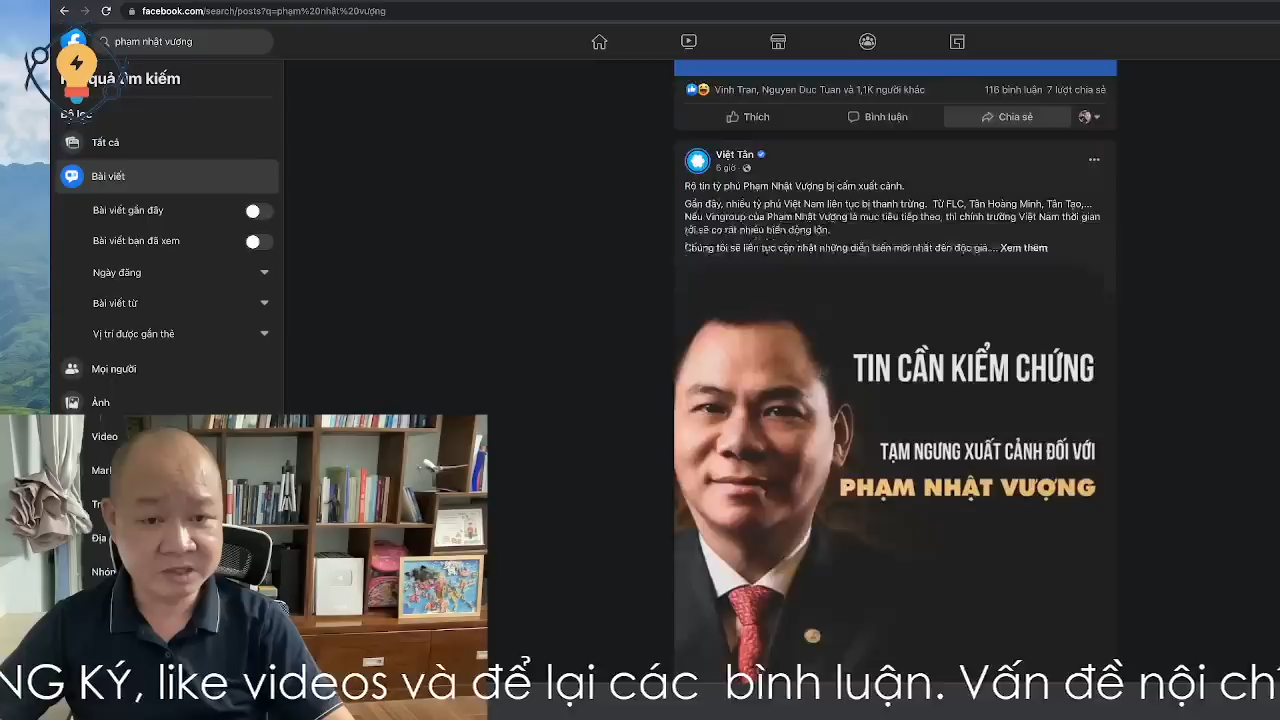 facebook.com/search/posts?q=phạm%20nhật%20vượng
phạm nhật vượng
quả tìm kiếm
Bộ lọc
Tất cả
Bài viết
Bài viết gần đây
Bài viết bạn đã xem
Ngày đăng
Bài viết từ
Vị trí được gắn thẻ
Mọi người
Ảnh
Video
Mar
Tr
Địa
Nhón
Vinh Tran, Nguyen Duc Tuan và 1,1K người khác
116 bình luận 7 lượt chia sẻ
Thích
Bình luận
Chia sẻ
Việt Tân
6 giờ
Rộ tin tỷ phú Phạm Nhật Vượng bị cấm xuất cảnh.
Gần đây, nhiều tỷ phú Việt Nam liên tục bị thanh trừng. Từ FLC, Tân Hoàng Minh, Tân Tạo,...
Nếu Vingroup của Phạm Nhật Vượng là mục tiêu tiếp theo, thì chính trường Việt Nam thời gian
tới sẽ có rất nhiều biến động lớn.
Chúng tôi sẽ liên tục cập nhật những diễn biến mới nhất đến độc giả.... Xem thêm
TIN CẦN KIỂM CHỨNG
TẠM NGƯNG XUẤT CẢNH ĐỐI VỚI
PHẠM NHẬT VƯỢNG
NG KÝ, like videos và để lại các bình luận. Vấn đề nội ch